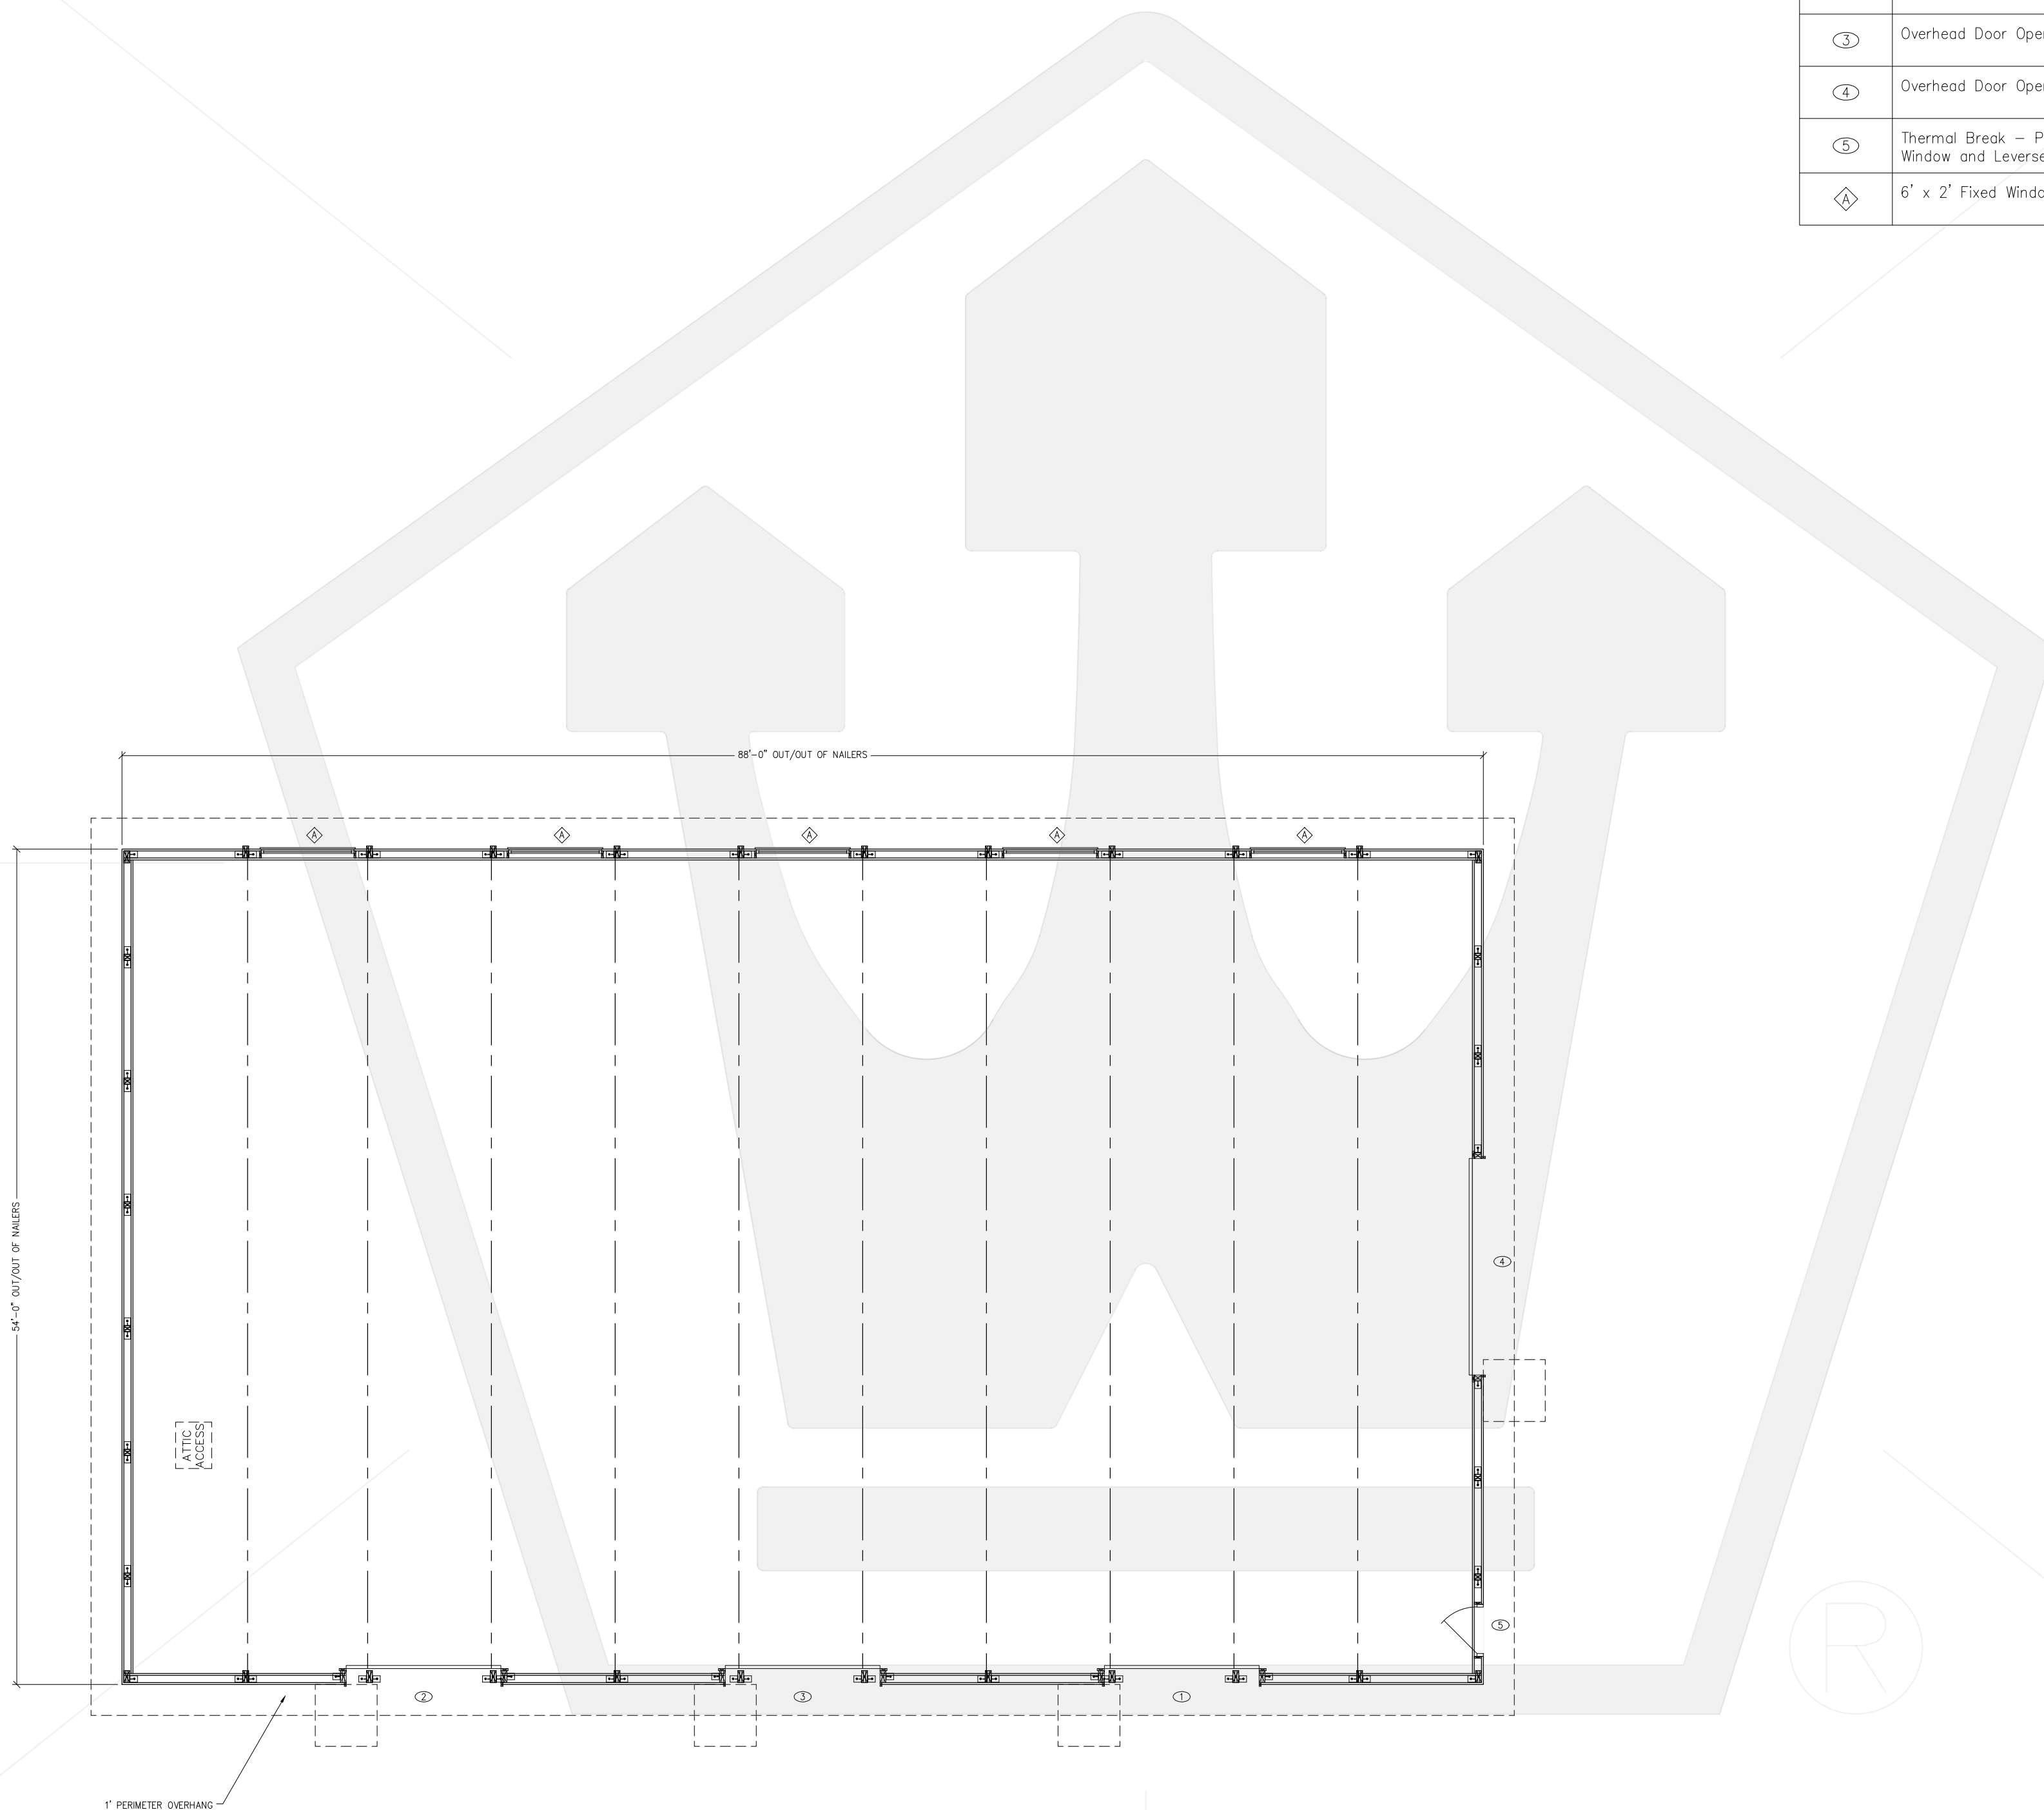 3
Overhead Door Ope
4
Overhead Door Ope
5
Thermal Break – P
Window and Levers
A
6' x 2' Fixed Wind
88'-0" OUT/OUT OF NAILERS
A
A
A
A
A
54'-0" OUT/OUT OF NAILERS
4
ATTIC
ACCESS
5
2
3
1
R
1' PERIMETER OVERHANG